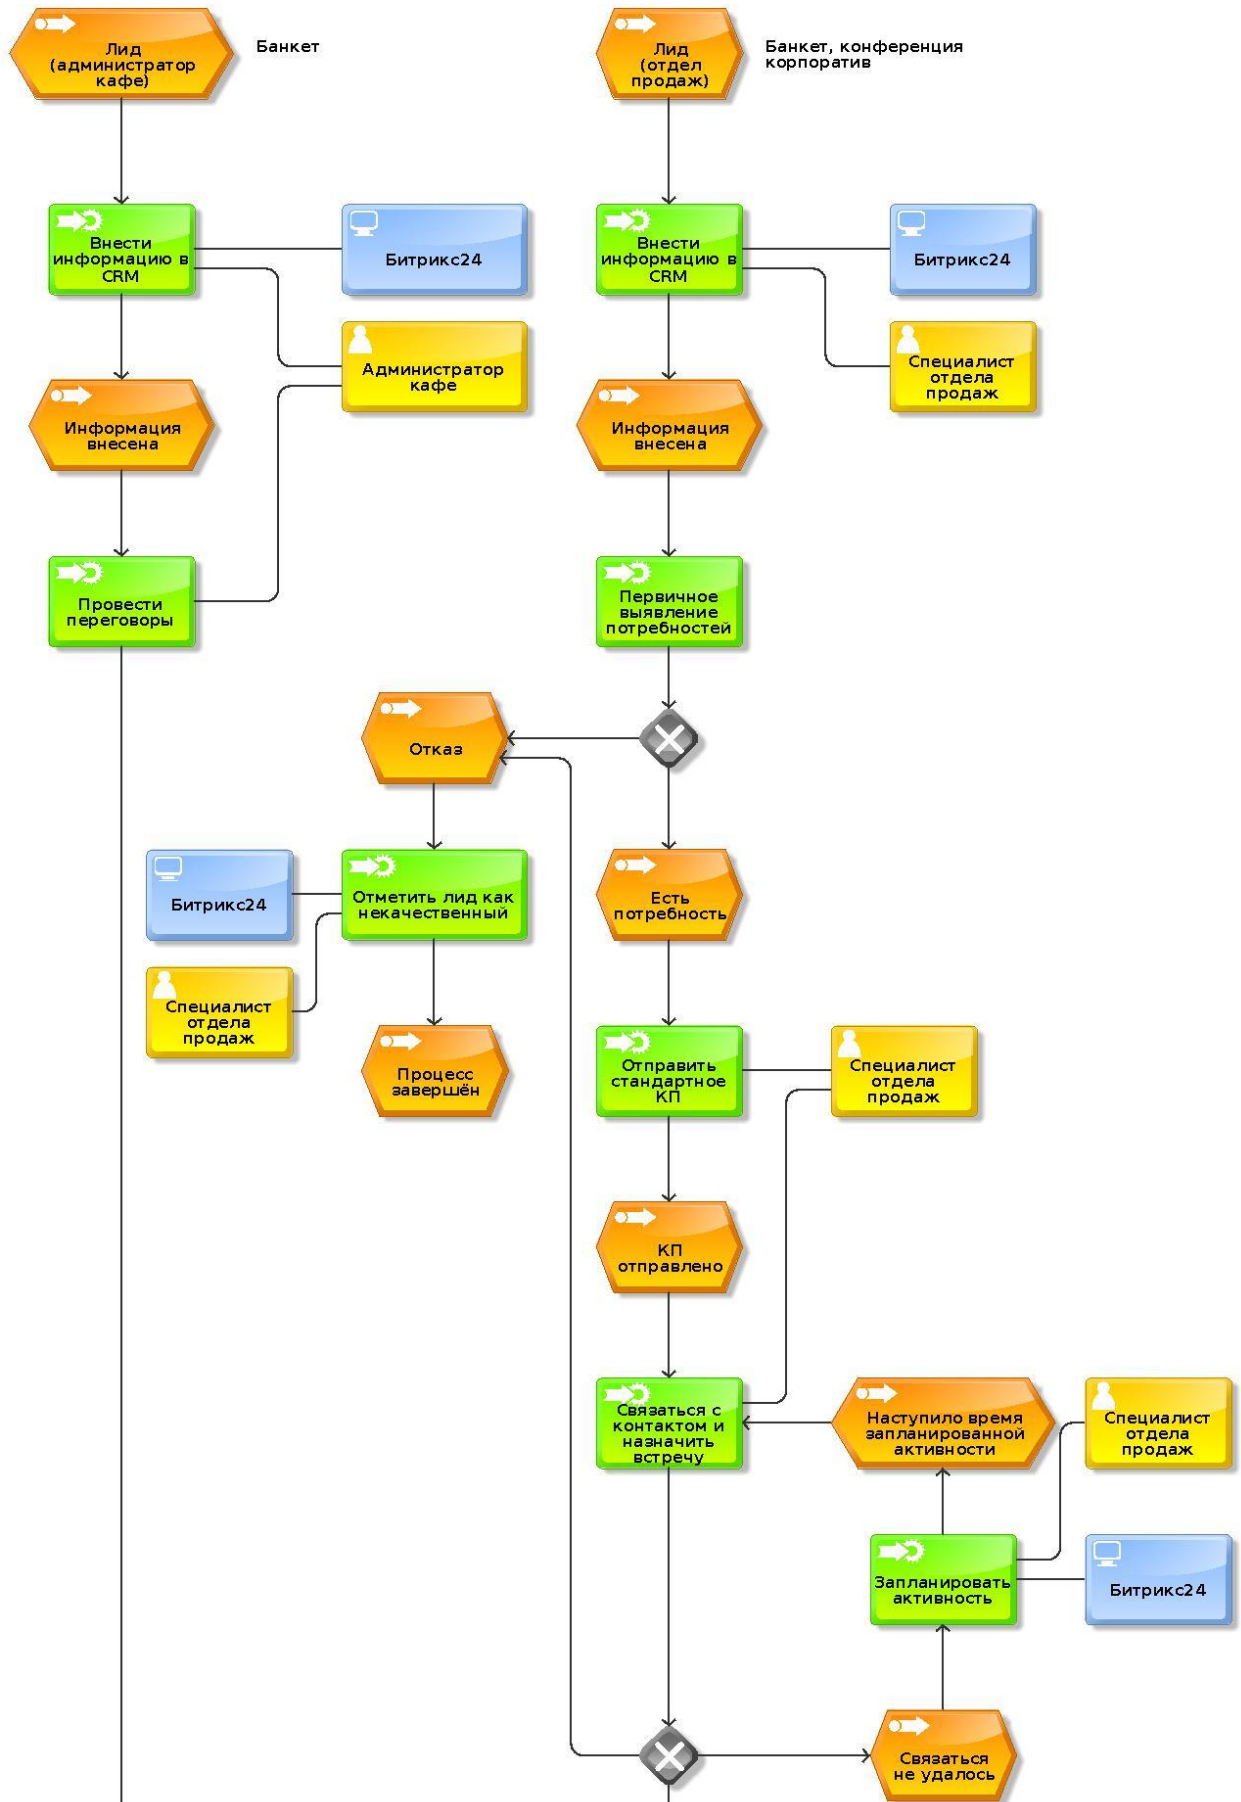 Лид
(администратор
кафе)
Банкет
Лид
(отдел
продаж)
Банкет, конференция
корпоратив
Внести
информацию в
CRM
Битрикс24
Внести
информацию в
CRM
Битрикс24
Администратор
кафе
Специалист
отдела
продаж
Информация
внесена
Информация
внесена
Провести
переговоры
Первичное
выявление
потребностей
Отказ
Битрикс24
Отметить лид как
некачественный
Есть
потребность
Специалист
отдела
продаж
Процесс
завершён
Отправить
стандартное
КП
Специалист
отдела
продаж
КП
отправлено
Связаться с
контактом и
назначить
встречу
Наступило время
запланированной
активности
Специалист
отдела
продаж
Запланировать
активность
Битрикс24
Связаться
не удалось